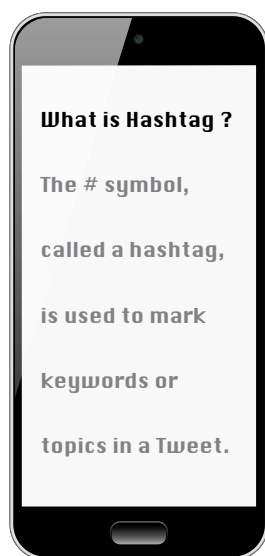 What is Hashtag ?
The # symbol,
called a hashtag,
is used to mark
keywords or
topics in a Tweet.